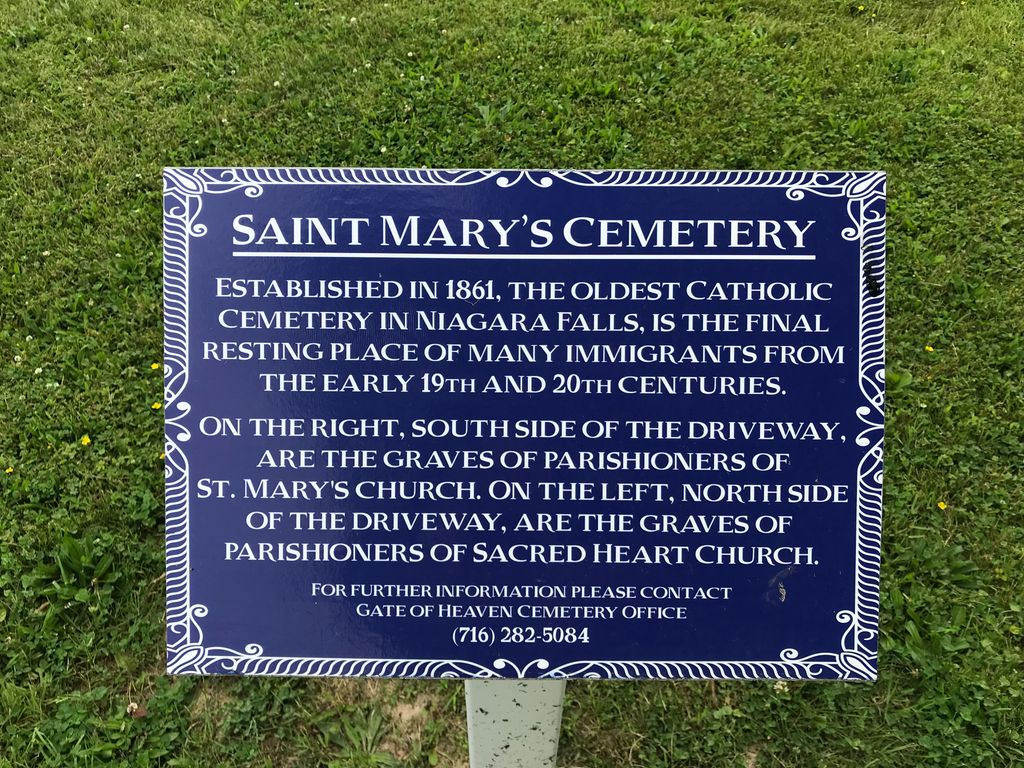 SAINT MARY'S CEMETERY
ESTABLISHED IN 1861, THE OLDEST CATHOLIC
CEMETERY IN NIAGARA FALLS, IS THE FINAL
RESTING PLACE OF MANY IMMIGRANTS FROM
THE EARLY 19TH AND 20TH CENTURIES.
ON THE RIGHT, SOUTH SIDE OF THE DRIVEWAY,
ARE THE GRAVES OF PARISHIONERS OF
ST. MARY'S CHURCH. ON THE LEFT, NORTH SIDE
OF THE DRIVEWAY, ARE THE GRAVES OF
PARISHIONERS OF SACRED HEART CHURCH.
FOR FURTHER INFORMATION PLEASE CONTACT
GATE OF HEAVEN CEMETERY OFFICE
(716) 282-5084